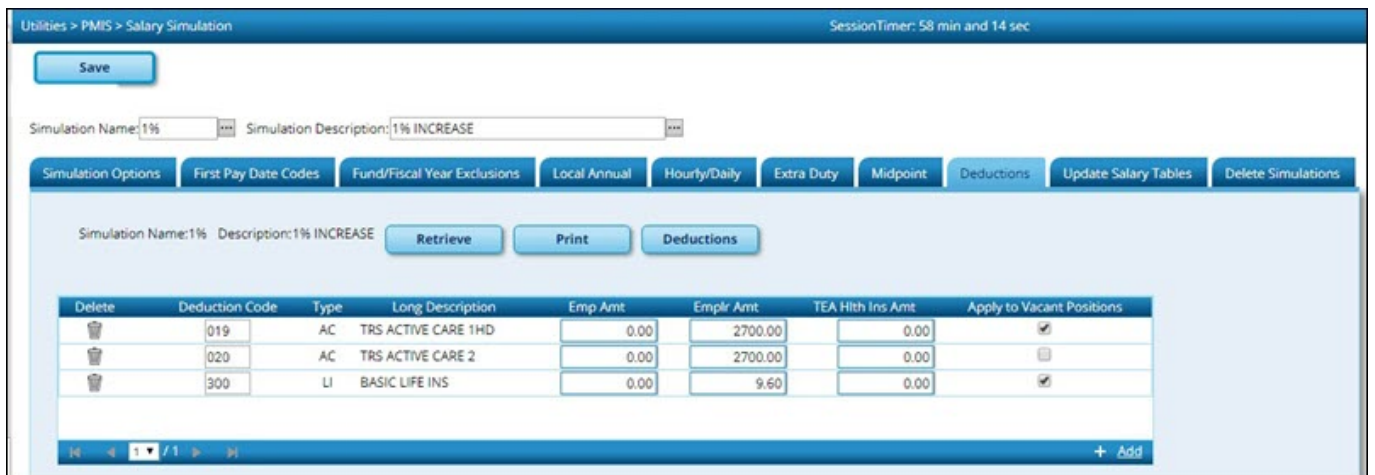 Utilities > PMIS > Salary Simulation SessionTimer: 58 min and 14 sec
Save
Simulation Name: 1% ... Simulation Description: 1% INCREASE ...
Simulation Options First Pay Date Codes Fund/Fiscal Year Exclusions Local Annual Hourly/Daily Extra Duty Midpoint Deductions Update Salary Tables Delete Simulations
Simulation Name:1% Description:1% INCREASE Retrieve Print Deductions
Delete Deduction Code Type Long Description Emp Amt Emplr Amt TEA Hlth Ins Amt Apply to Vacant Positions
019 AC TRS ACTIVE CARE 1HD 0.00 2700.00 0.00
020 AC TRS ACTIVE CARE 2 0.00 2700.00 0.00
300 LI BASIC LIFE INS 0.00 9.60 0.00
1 / 1 + Add